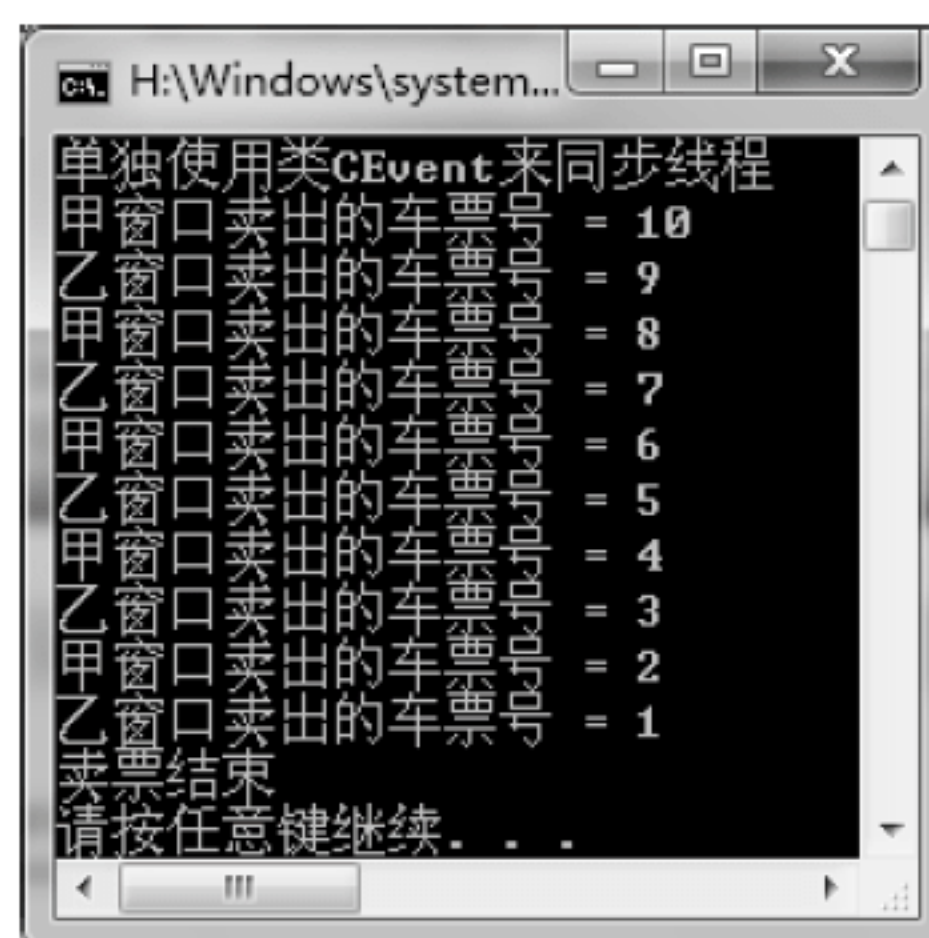 H:\Windows\system...
单独使用类CEvent来同步线程
甲窗口卖出的车票号 = 10
乙窗口卖出的车票号 = 9
甲窗口卖出的车票号 = 8
乙窗口卖出的车票号 = 7
甲窗口卖出的车票号 = 6
乙窗口卖出的车票号 = 5
甲窗口卖出的车票号 = 4
乙窗口卖出的车票号 = 3
甲窗口卖出的车票号 = 2
乙窗口卖出的车票号 = 1
卖票结束
请按任意键继续. . .